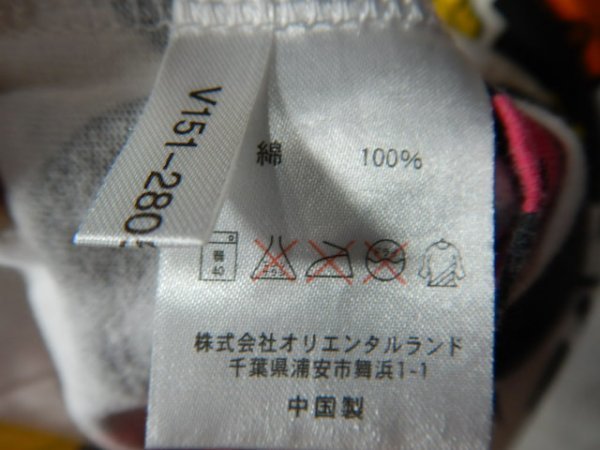 V151-280
綿 100%
弱
40
株式会社オリエンタルランド
千葉県浦安市舞浜1-1
中国製